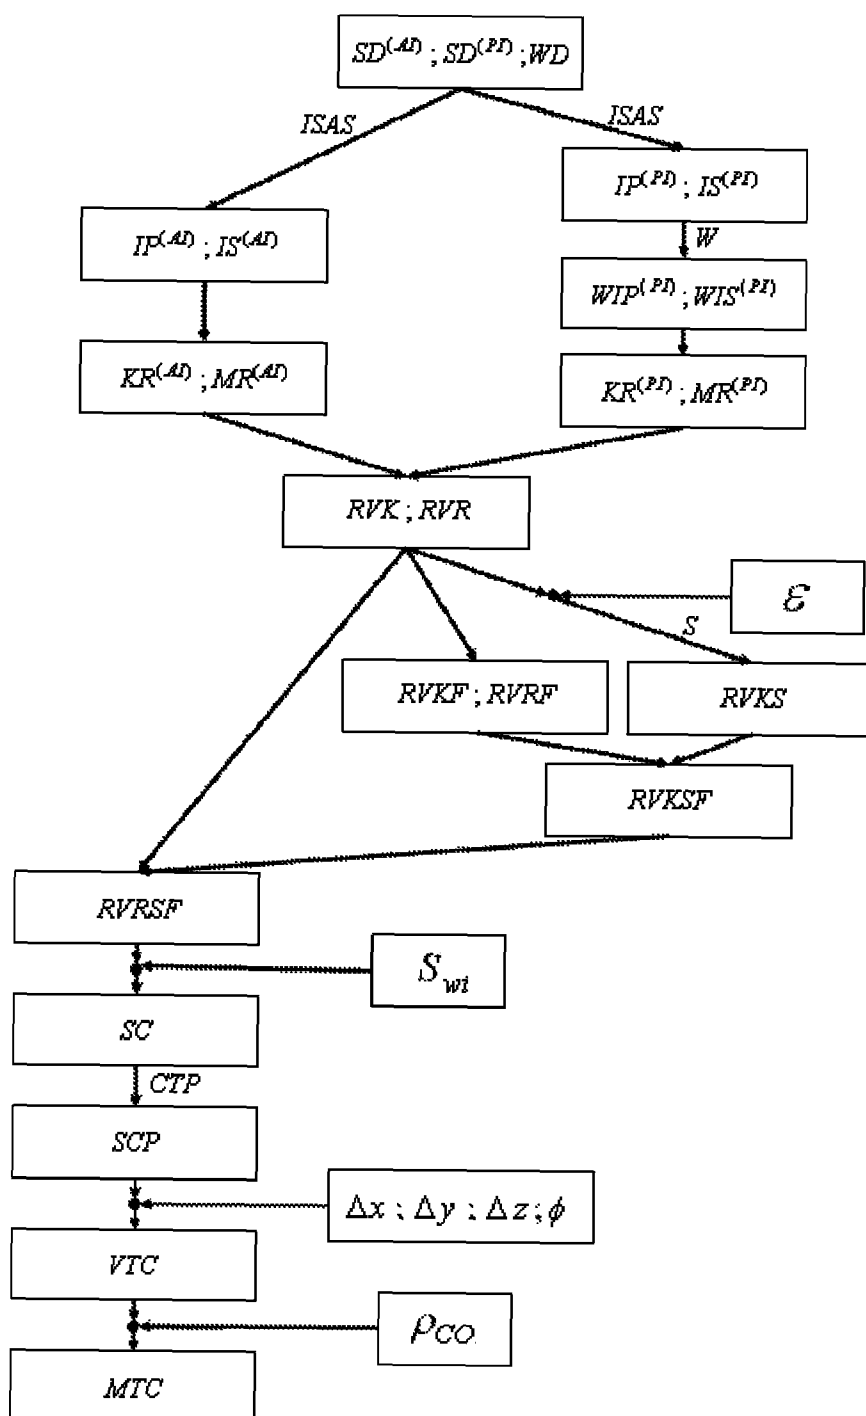 SD(AI) ; SD(PI) ; WD
ISAS
ISAS
IP(PI) ; IS(PI)
IP(AI) ; IS(AI)
W
WIP(PI) ; WIS(PI)
KR(AI) ; MR(AI)
KR(PI) ; MR(PI)
RVK ; RVR
ε
S
RVKF ; RVRF
RVKS
RVKSF
RVRSF
Swi
SC
CTP
SCP
Δx ; Δy ; Δz ; ϕ
VTC
ρCO
MTC